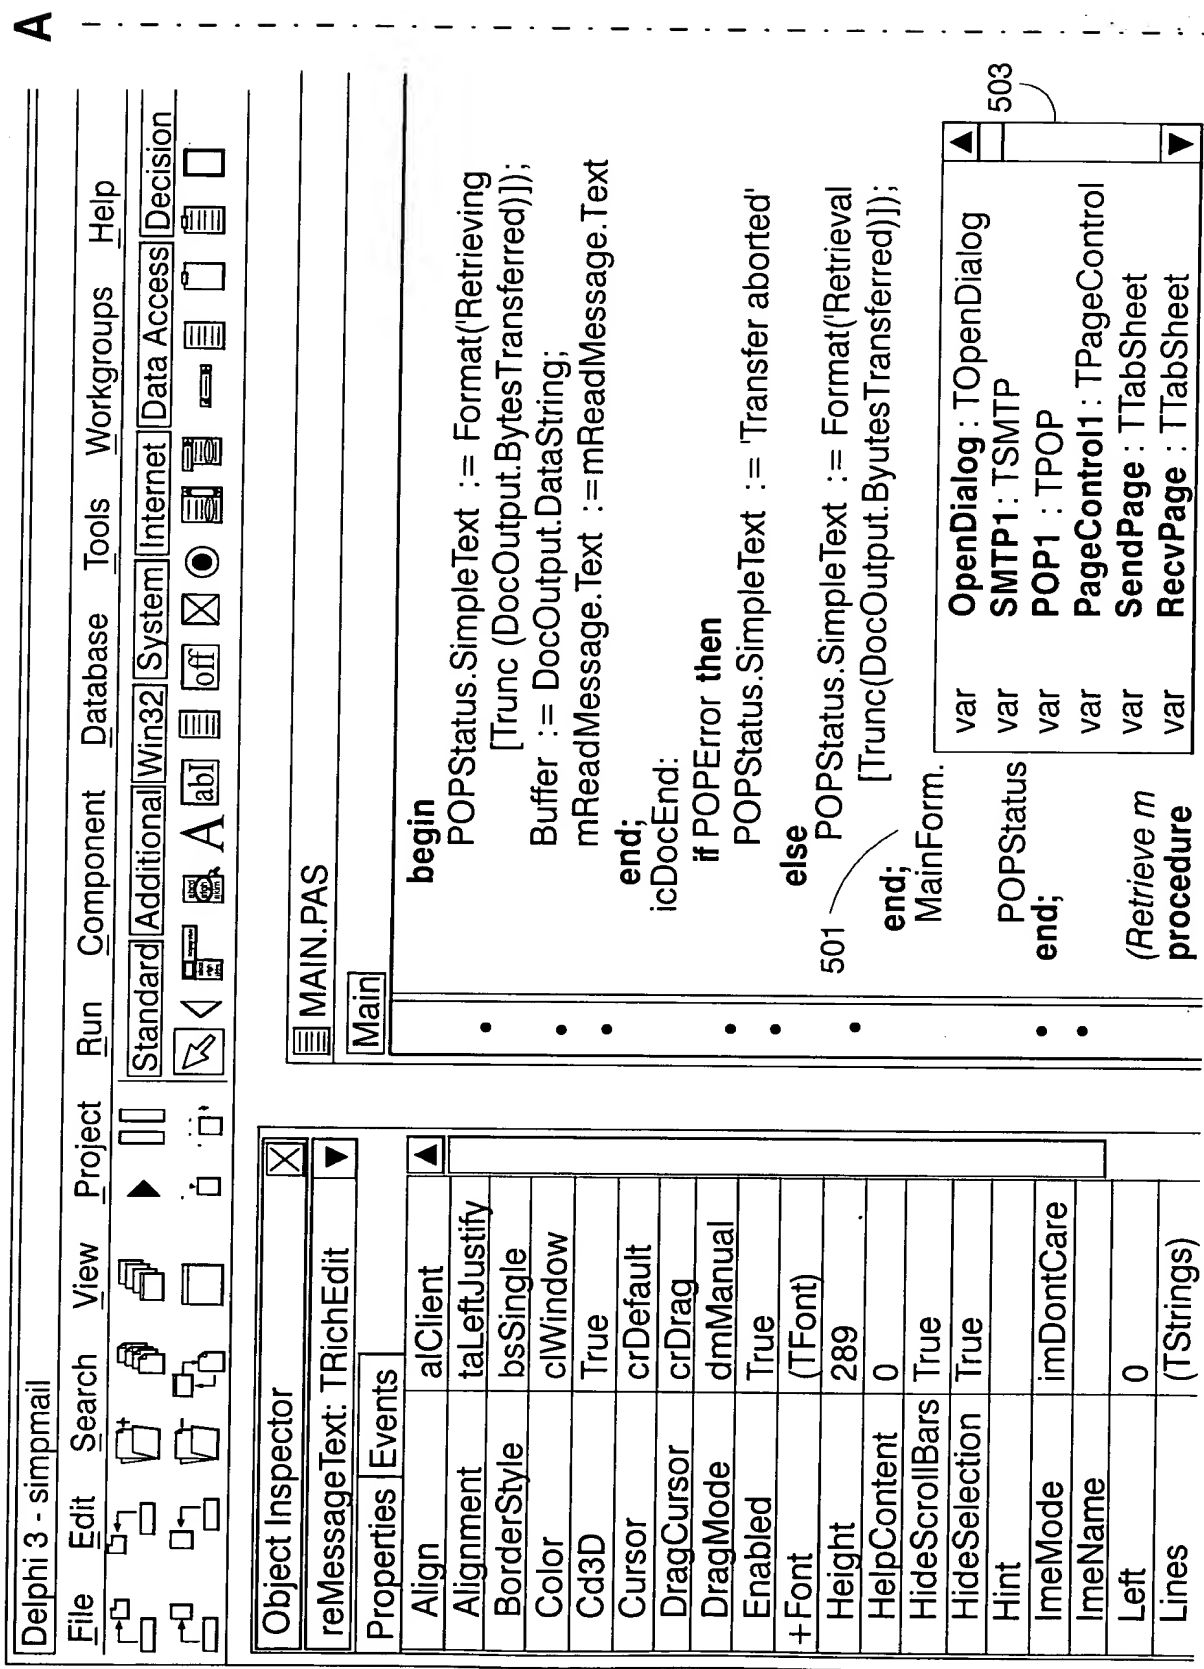 A
Delphi 3 - simpmail
File Edit Search View Project Run Component Database Tools Workgroups Help
Standard Additional Win32 System Internet Data Access Decision
A abI off
Object Inspector
reMessageText: TRichEdit
Properties Events
Align alClient
Alignment taLeftJustify
BorderStyle bsSingle
Color clWindow
Cd3D True
Cursor crDefault
DragCursor crDrag
DragMode dmManual
Enabled True
+Font (TFont)
Height 289
HelpContent 0
HideScrollBars True
HideSelection True
Hint
ImeMode imDontCare
ImeName
Left 0
Lines (TStrings)
MAIN.PAS
Main
begin
POPStatus.SimpleText := Format('Retrieving
[Trunc (DocOutput.BytesTransferred)]);
Buffer := DocOutput.DataString;
mReadMessage.Text :=mReadMessage.Text
end;
icDocEnd:
if POPError then
POPStatus.SimpleText := 'Transfer aborted'
else
POPStatus.SimpleText := Format('Retrieval
[Trunc(DocOutput.ByutesTransferred)]);
501
end;
MainForm.
POPStatus
end;
(Retrieve m
procedure
503
var OpenDialog : TOpenDialog
var SMTP1 : TSMTP
var POP1 : TPOP
var PageControl1 : TPageControl
var SendPage : TTabSheet
var RecvPage : TTabSheet